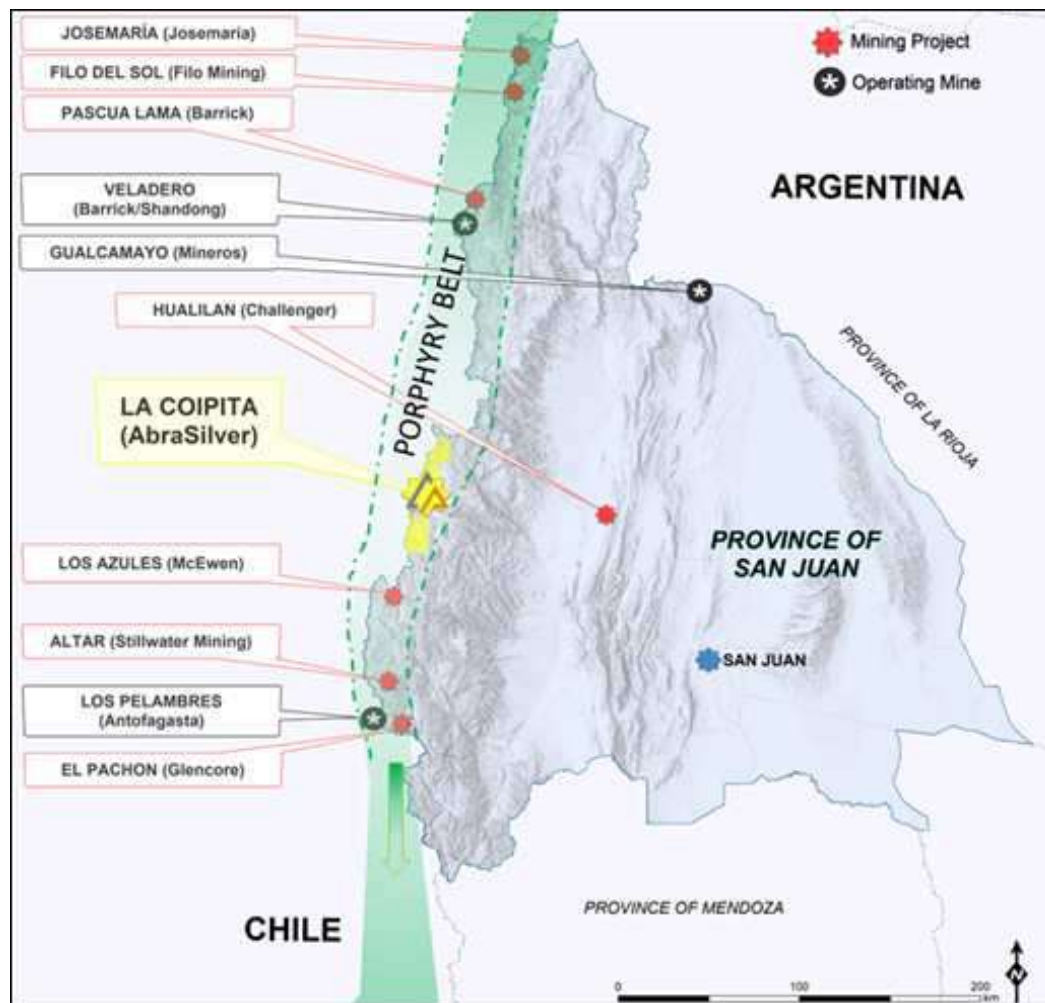 JOSEMARÍA (Josemaria)
FILO DEL SOL (Filo Mining)
PASCUA LAMA (Barrick)
VELADERO
(Barrick/Shandong)
GUALCAMAYO (Mineros)
HUALILAN (Challenger)
LA COIPITA
(AbraSilver)
LOS AZULES (McEwen)
ALTAR (Stillwater Mining)
LOS PELAMBRES
(Antofagasta)
EL PACHON (Glencore)
CHILE
PORPHYRY BELT
Mining Project
Operating Mine
ARGENTINA
PROVINCE OF LA RIOJA
PROVINCE OF
SAN JUAN
SAN JUAN
PROVINCE OF MENDOZA
0 100 200
km
N